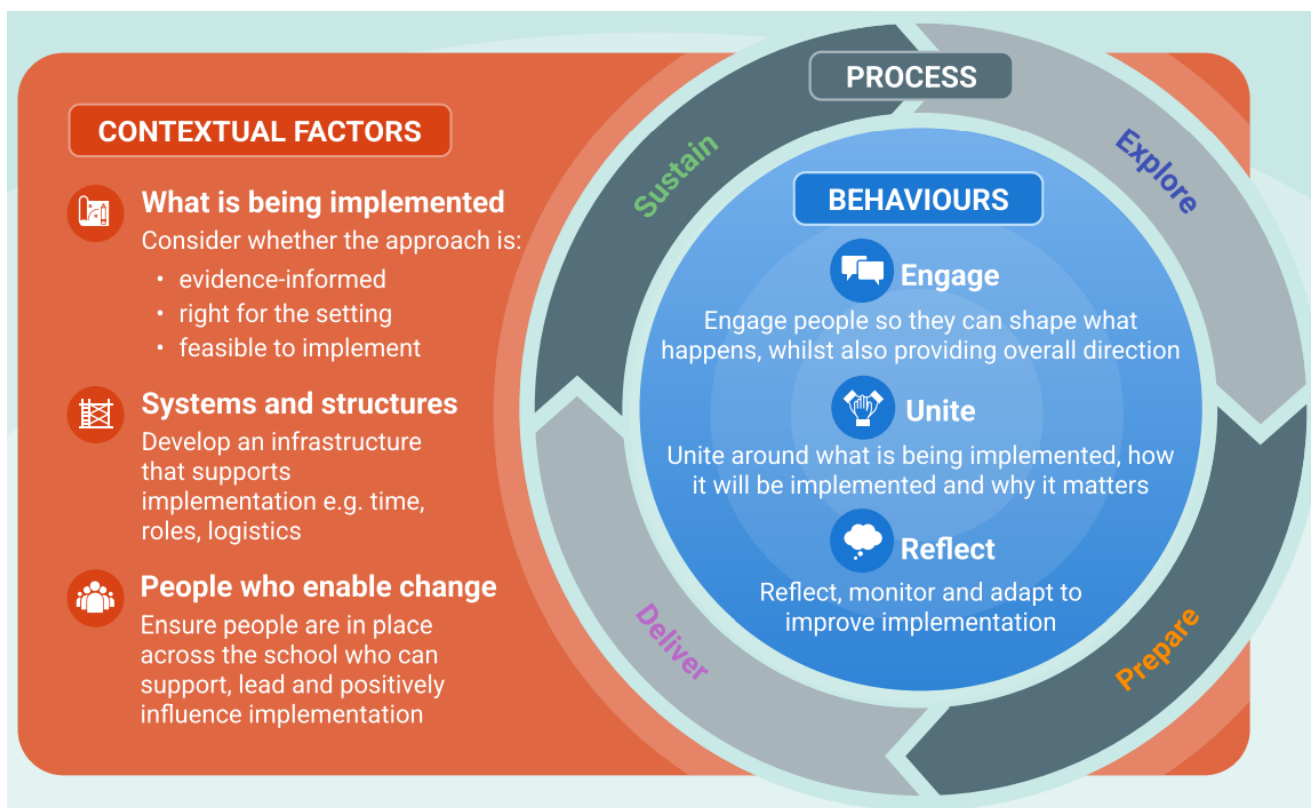 CONTEXTUAL FACTORS
What is being implemented
Consider whether the approach is:
• evidence-informed
• right for the setting
• feasible to implement
Systems and structures
Develop an infrastructure
that supports
implementation e.g. time,
roles, logistics
People who enable change
Ensure people are in place
across the school who can
support, lead and positively
influence implementation
PROCESS
Explore
Prepare
Deliver
Sustain
BEHAVIOURS
Engage
Engage people so they can shape what
happens, whilst also providing overall direction
Unite
Unite around what is being implemented, how
it will be implemented and why it matters
Reflect
Reflect, monitor and adapt to
improve implementation